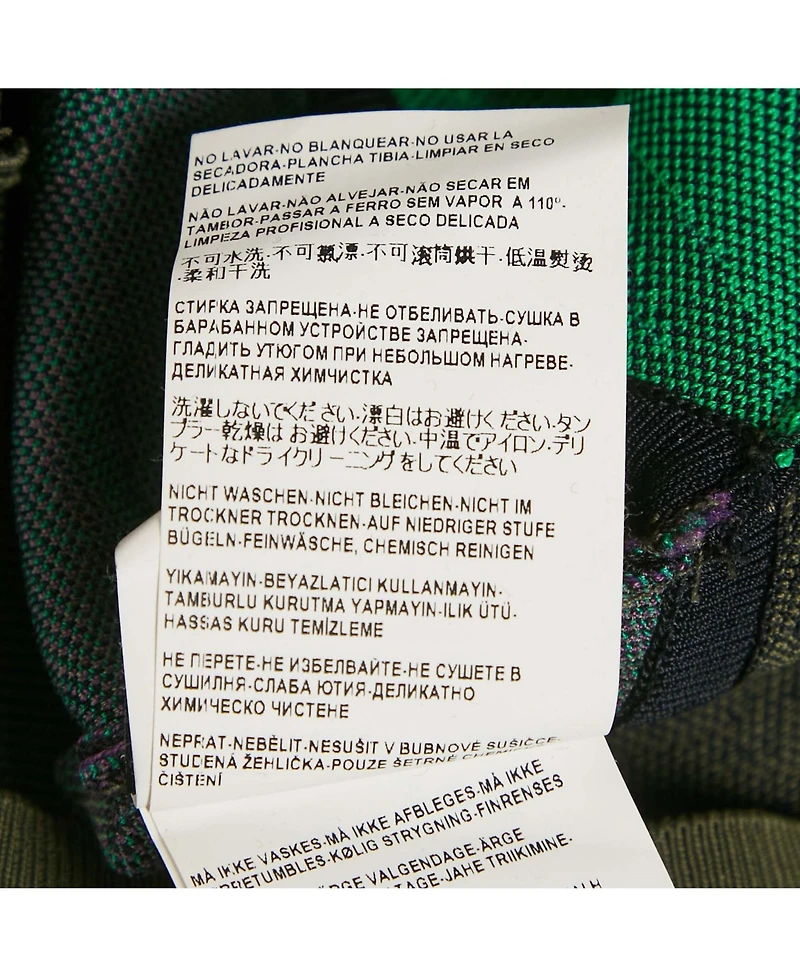 NO LAVAR-NO BLANQUEAR-NO USAR LA
SECADORA-PLANCHA TIBIA-LIMPIAR EN SECO
DELICADAMENTE
NÃO LAVAR-NÃO ALVEJAR-NÃO SECAR EM
TAMBOR-PASSAR A FERRO SEM VAPOR A 110º-
LIMPEZA PROFISIONAL A SECO DELICADA
不可水洗-不可氯漂-不可滚筒烘干-低温熨烫
-柔和干洗
СТИРКА ЗАПРЕЩЕНА-НЕ ОТБЕЛИВАТЬ-СУШКА В
БАРАБАННОМ УСТРОЙСТВЕ ЗАПРЕЩЕНА-
ГЛАДИТЬ УТЮГОМ ПРИ НЕБОЛЬШОМ НАГРЕВЕ-
ДЕЛИКАТНАЯ ХИМЧИСТКА
洗濯しないでください-漂白はお避けください-タン
ブラー乾燥はお避けください-中温でアイロン-デリ
ケートなドライクリーニングをしてください
NICHT WASCHEN-NICHT BLEICHEN-NICHT IM
TROCKNER TROCKNEN-AUF NIEDRIGER STUFE
BÜGELN-FEINWÄSCHE, CHEMISCH REINIGEN
YIKAMAYIN-BEYAZLATICI KULLANMAYIN-
TAMBURLU KURUTMA YAPMAYIN-ILIK ÜTÜ-
HASSAS KURU TEMİZLEME
НЕ ПЕРЕТЕ-НЕ ИЗБЕЛВАЙТЕ-НЕ СУШЕТЕ В
СУШИЛНЯ-СЛАБА ЮТИЯ-ДЕЛИКАТНО
ХИМИЧЕСКО ЧИСТЕНЕ
NEPRAT-NEBĚLIT-NESUŠIT V BUBNOVÉ SUŠIČCE
STUDENÁ ŽEHLIČKA-POUZE ŠETRNÉ CHEMICKÉ
ČIŠTENÍ
MÅ IKKE VASKES-MÅ IKKE AFBLEGES-MÅ IKKE
TØRRETUMBLES-KØLIG STRYGNING-FINRENSES
ÄRGE VALGENDAGE-ÄRGE
-JAHE TRIIKIMINE-